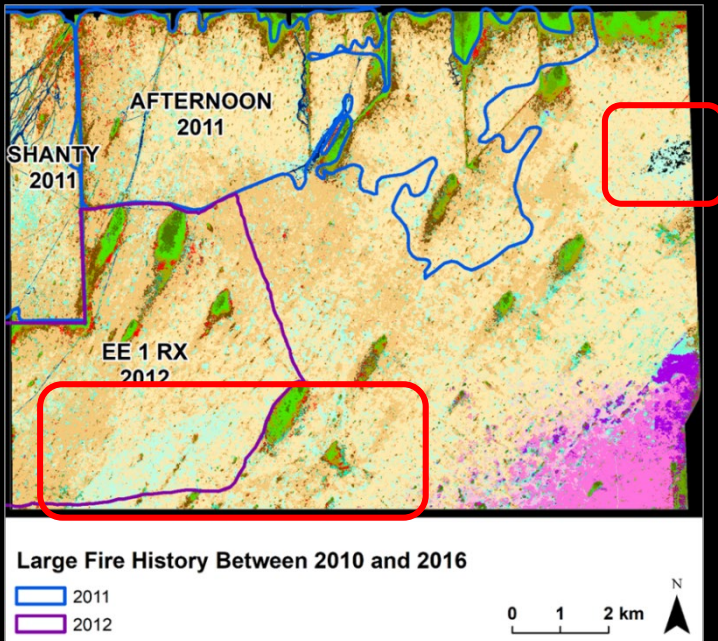 AFTERNOON
2011
SHANTY
2011
EE 1 RX
2012
Large Fire History Between 2010 and 2016
2011
2012
0 1 2 km
N